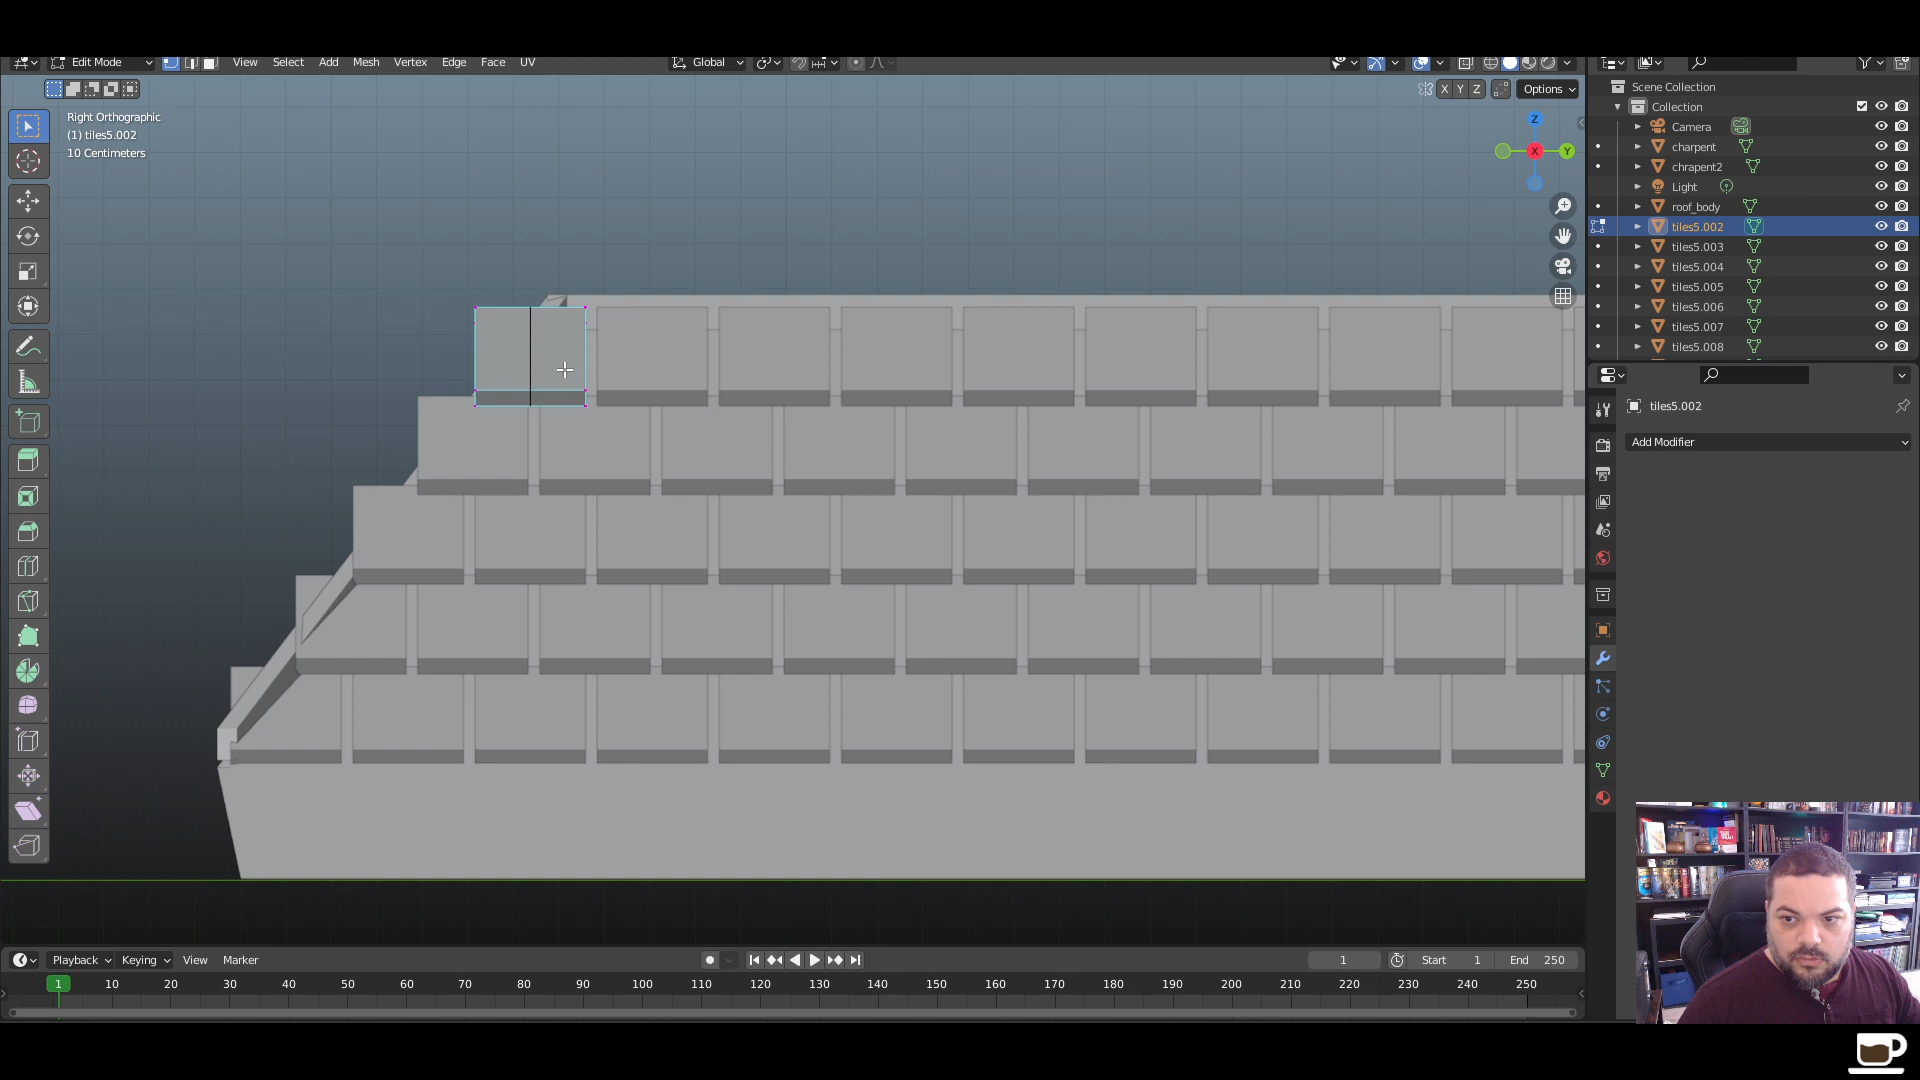 Edit Mode View Select Add Mesh Vertex Edge Face UV Global
X Y Z Options
Right Orthographic
(1) tiles5.002
10 Centimeters
Z
X Y
Scene Collection
Collection
Camera
charpent
chrapent2
Light
roof_body
tiles5.002
tiles5.003
tiles5.004
tiles5.005
tiles5.006
tiles5.007
tiles5.008
tiles5.002
Add Modifier
Playback Keying View Marker 1 Start 1 End 250
1 10 20 30 40 50 60 70 80 90 100 110 120 130 140 150 160 170 180 190 200 210 220 230 240 250